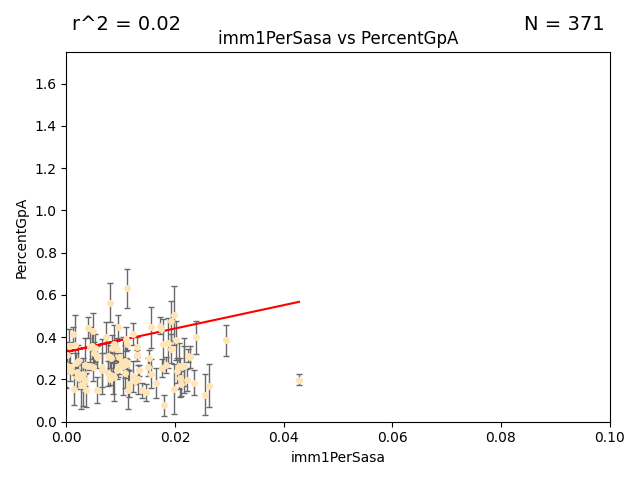 r^2 = 0.02
N = 371
imm1PerSasa vs PercentGpA
PercentGpA
1.6
1.4
1.2
1.0
0.8
0.6
0.4
0.2
0.0
0.00 0.02 0.04 0.06 0.08 0.10
imm1PerSasa